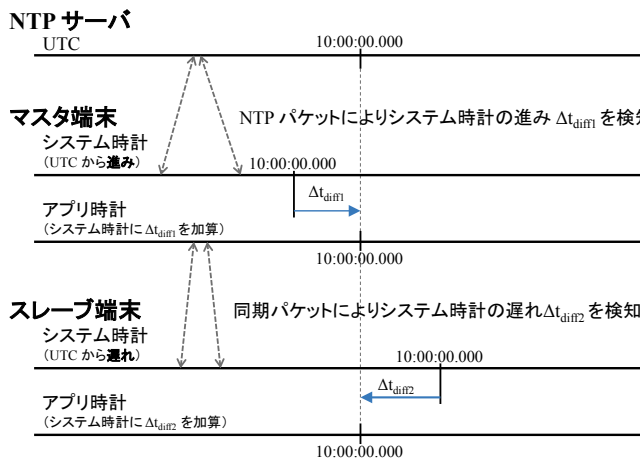 NTP サーバ
UTC
10:00:00.000
マスタ端末
NTP パケットによりシステム時計の進み Δtdiff1 を検知
システム時計
(UTC から進み)
10:00:00.000
Δtdiff1
アプリ時計
(システム時計に Δtdiff1 を加算)
10:00:00.000
スレーブ端末
同期パケットによりシステム時計の遅れΔtdiff2 を検知
システム時計
(UTC から遅れ)
10:00:00.000
Δtdiff2
アプリ時計
(システム時計に Δtdiff2 を加算)
10:00:00.000